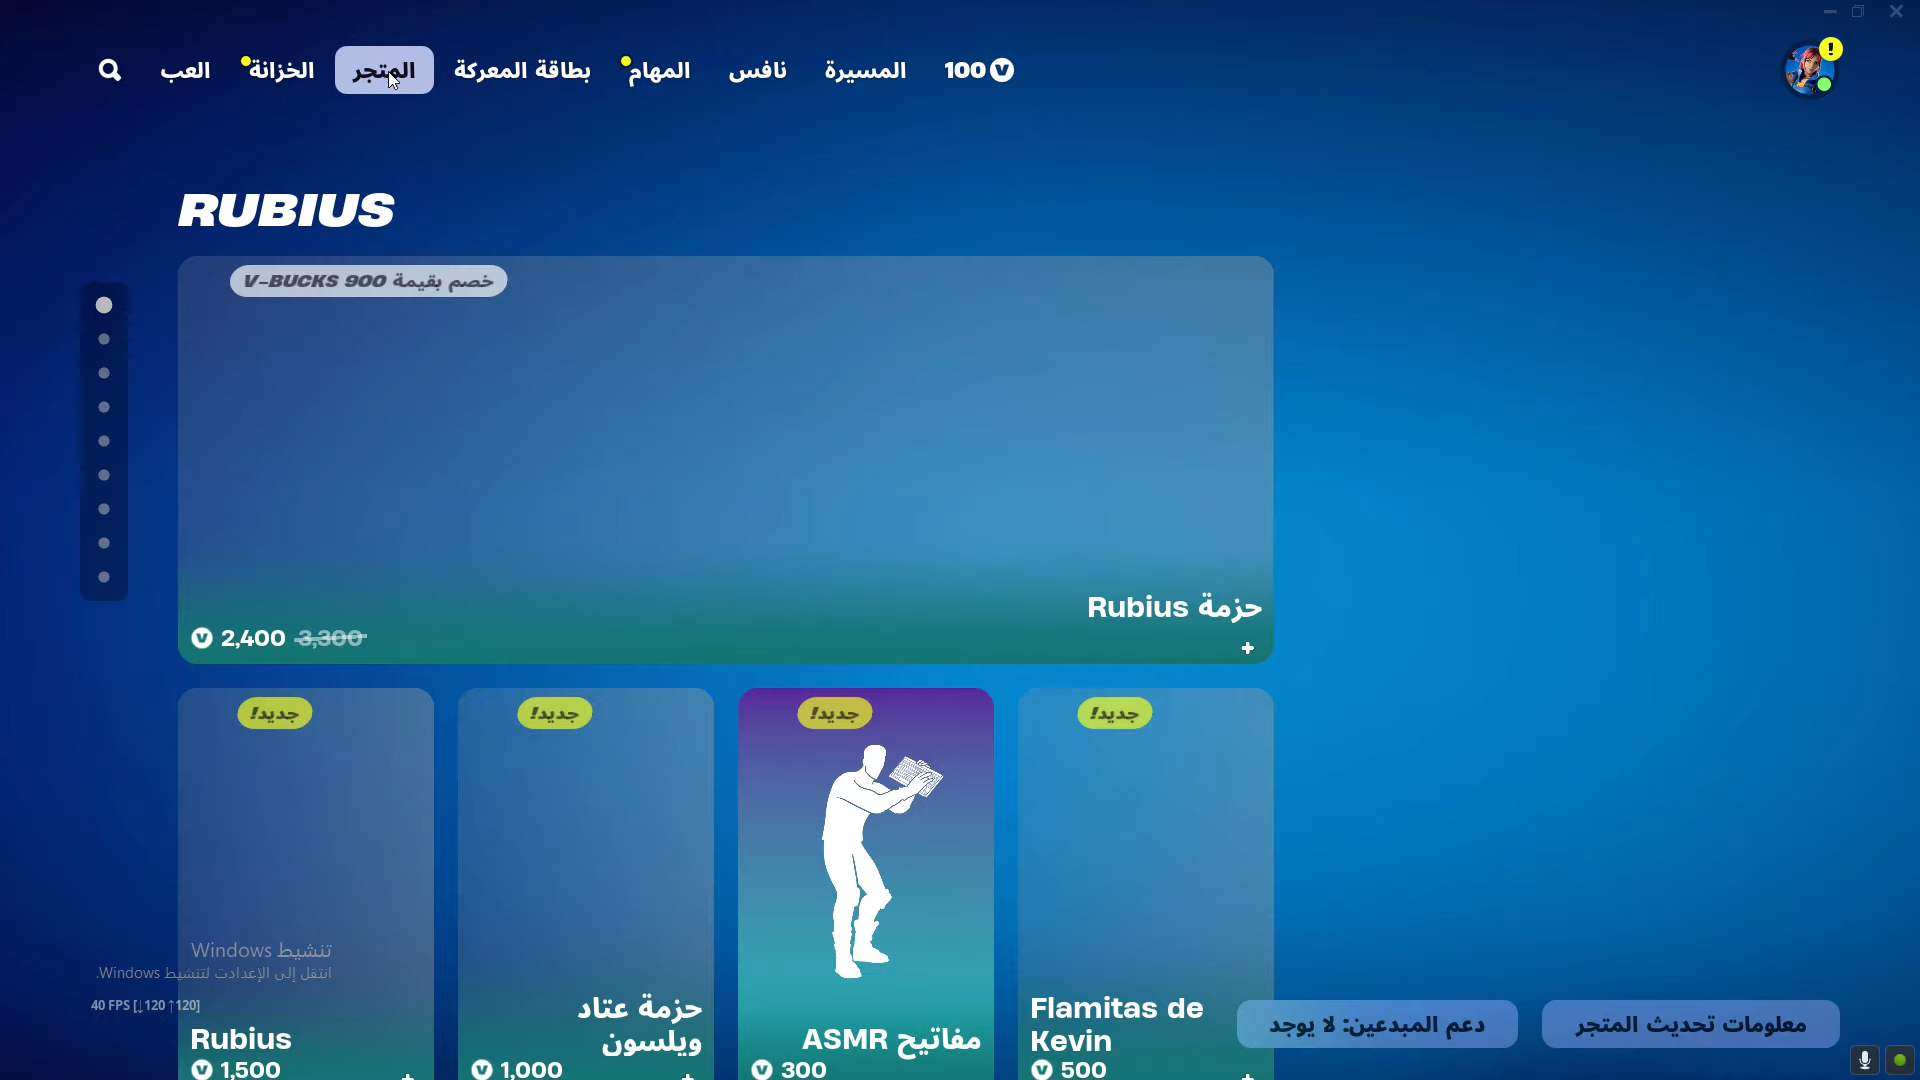 العب
الخزانة
المتجر
بطاقة المعركة
المهام
نافس
المسيرة
100
RUBIUS
خصم بقيمة 900 V-BUCKS
حزمة Rubius
2,400 3,300
جديد!
جديد!
جديد!
جديد!
تنشيط Windows
انتقل إلى الإعدادت لتنشيط Windows.
40 FPS [↓120 ↑120]
Rubius
1,500
حزمة عتاد
ويلسون
1,000
مفاتيح ASMR
300
Flamitas de
Kevin
500
دعم المبدعين: لا يوجد
معلومات تحديث المتجر